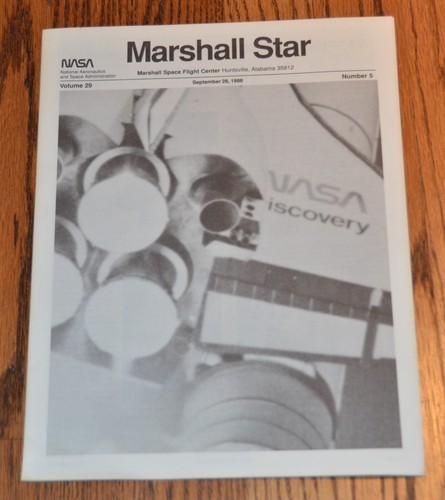 Marshall Star
NASA
National Aeronautics
and Space Administration
Marshall Space Flight Center Huntsville, Alabama 35812
Volume 29
September 28, 1988
Number 5
NASA
iscovery